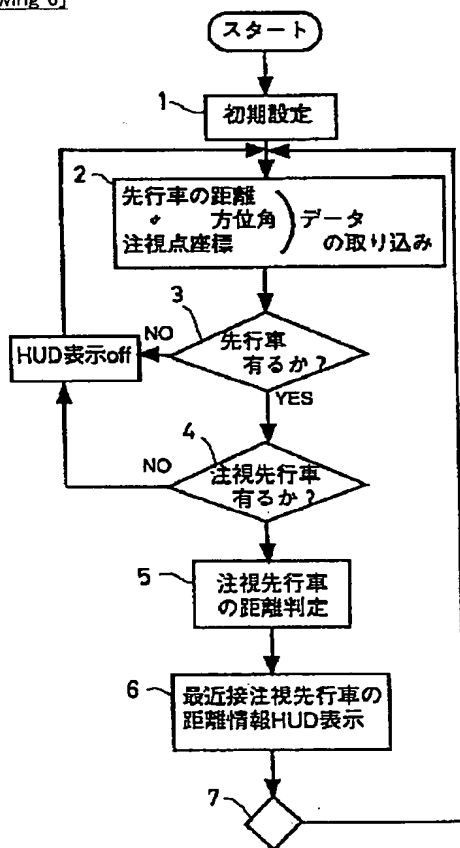 スタート
1
初期設定
2
先行車の距離
〃 方位角
注視点座標
データ
の取り込み
3
先行車
有るか?
NO
HUD表示off
YES
4
注視先行車
有るか?
NO
5
注視先行車
の距離判定
6
最近接注視先行車の
距離情報HUD表示
7